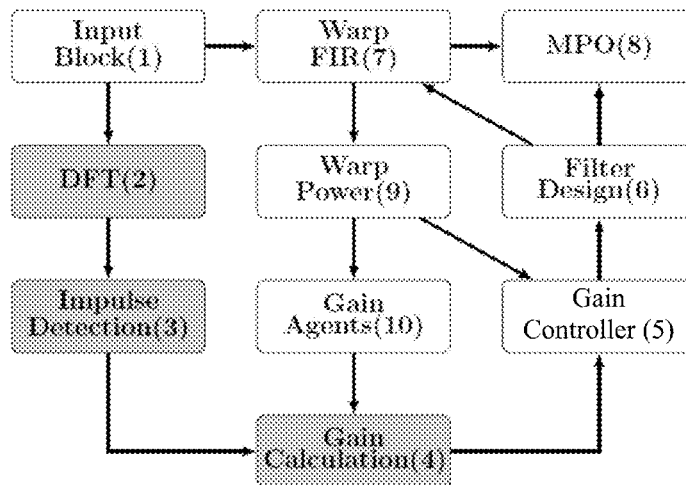 Input
Block(1)
Warp
FIR(7)
MPO(8)
DFT(2)
Warp
Power(9)
Filter
Design(6)
Impulse
Detection(3)
Gain
Agents(10)
Gain
Controller (5)
Gain
Calculation(4)